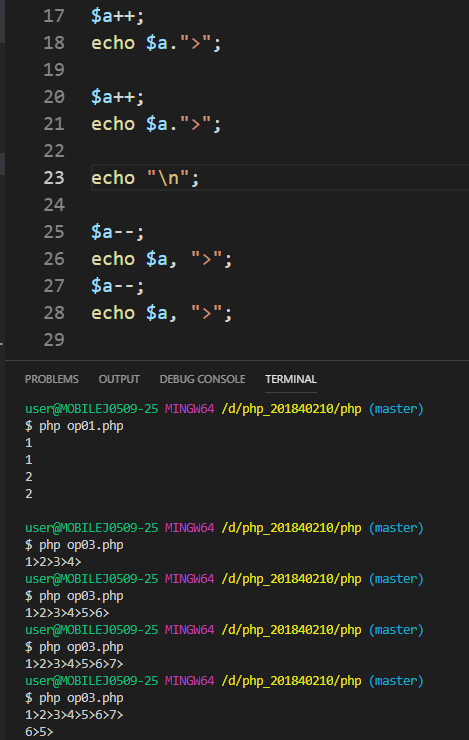 17 $a++;
18 echo $a.">";
19
20 $a++;
21 echo $a.">";
22
23 echo "\n";
24
25 $a--;
26 echo $a, ">";
27 $a--;
28 echo $a, ">";
29
PROBLEMS OUTPUT DEBUG CONSOLE TERMINAL
user@MOBILEJ0509-25 MINGW64 /d/php_201840210/php (master)
$ php op01.php
1
1
2
2
user@MOBILEJ0509-25 MINGW64 /d/php_201840210/php (master)
$ php op03.php
1>2>3>4>
user@MOBILEJ0509-25 MINGW64 /d/php_201840210/php (master)
$ php op03.php
1>2>3>4>5>6>
user@MOBILEJ0509-25 MINGW64 /d/php_201840210/php (master)
$ php op03.php
1>2>3>4>5>6>7>
user@MOBILEJ0509-25 MINGW64 /d/php_201840210/php (master)
$ php op03.php
1>2>3>4>5>6>7>
6>5>